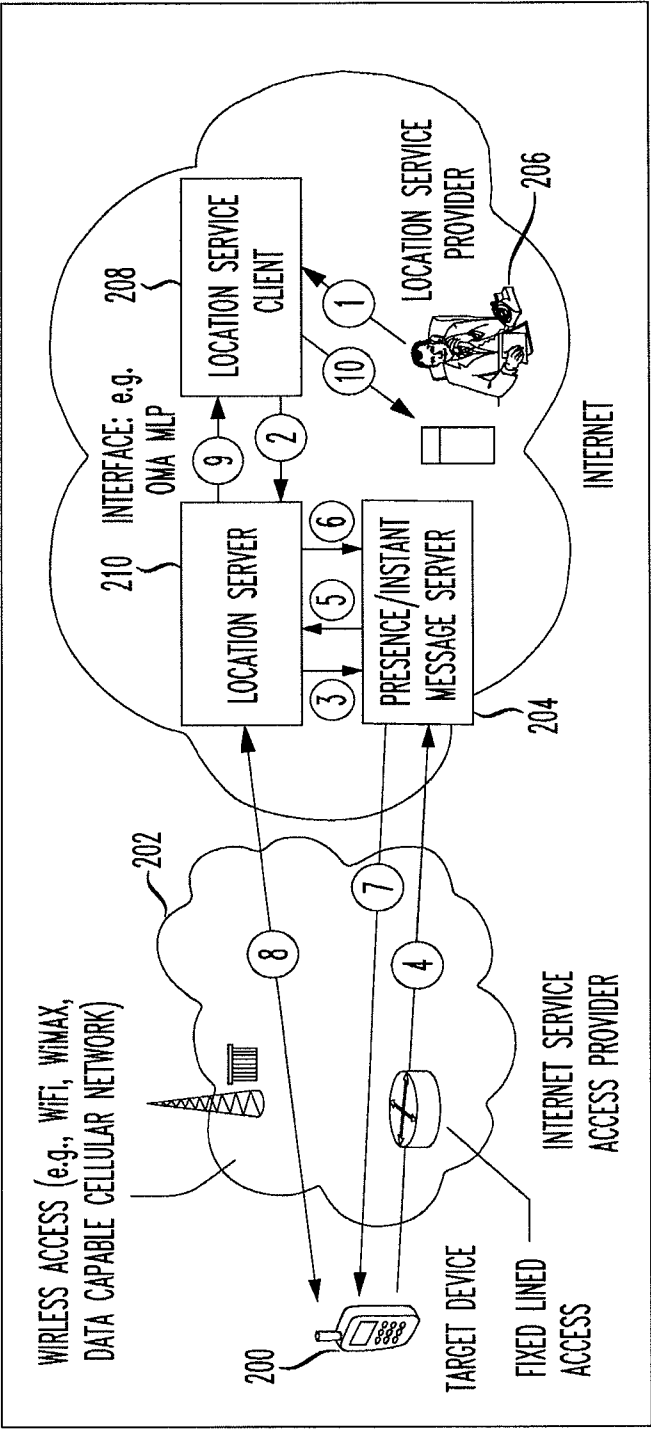 WIRLESS ACCESS (e.g., WiFi, WiMAX,
DATA CAPABLE CELLULAR NETWORK)
202
200
TARGET DEVICE
FIXED LINED
ACCESS
INTERNET SERVICE
ACCESS PROVIDER
8
7
4
210
INTERFACE: e.g.
OMA MLP
208
LOCATION SERVER
LOCATION SERVICE
CLIENT
9
2
3
5
6
1
10
PRESENCE/INSTANT
MESSAGE SERVER
204
LOCATION SERVICE
PROVIDER
206
INTERNET